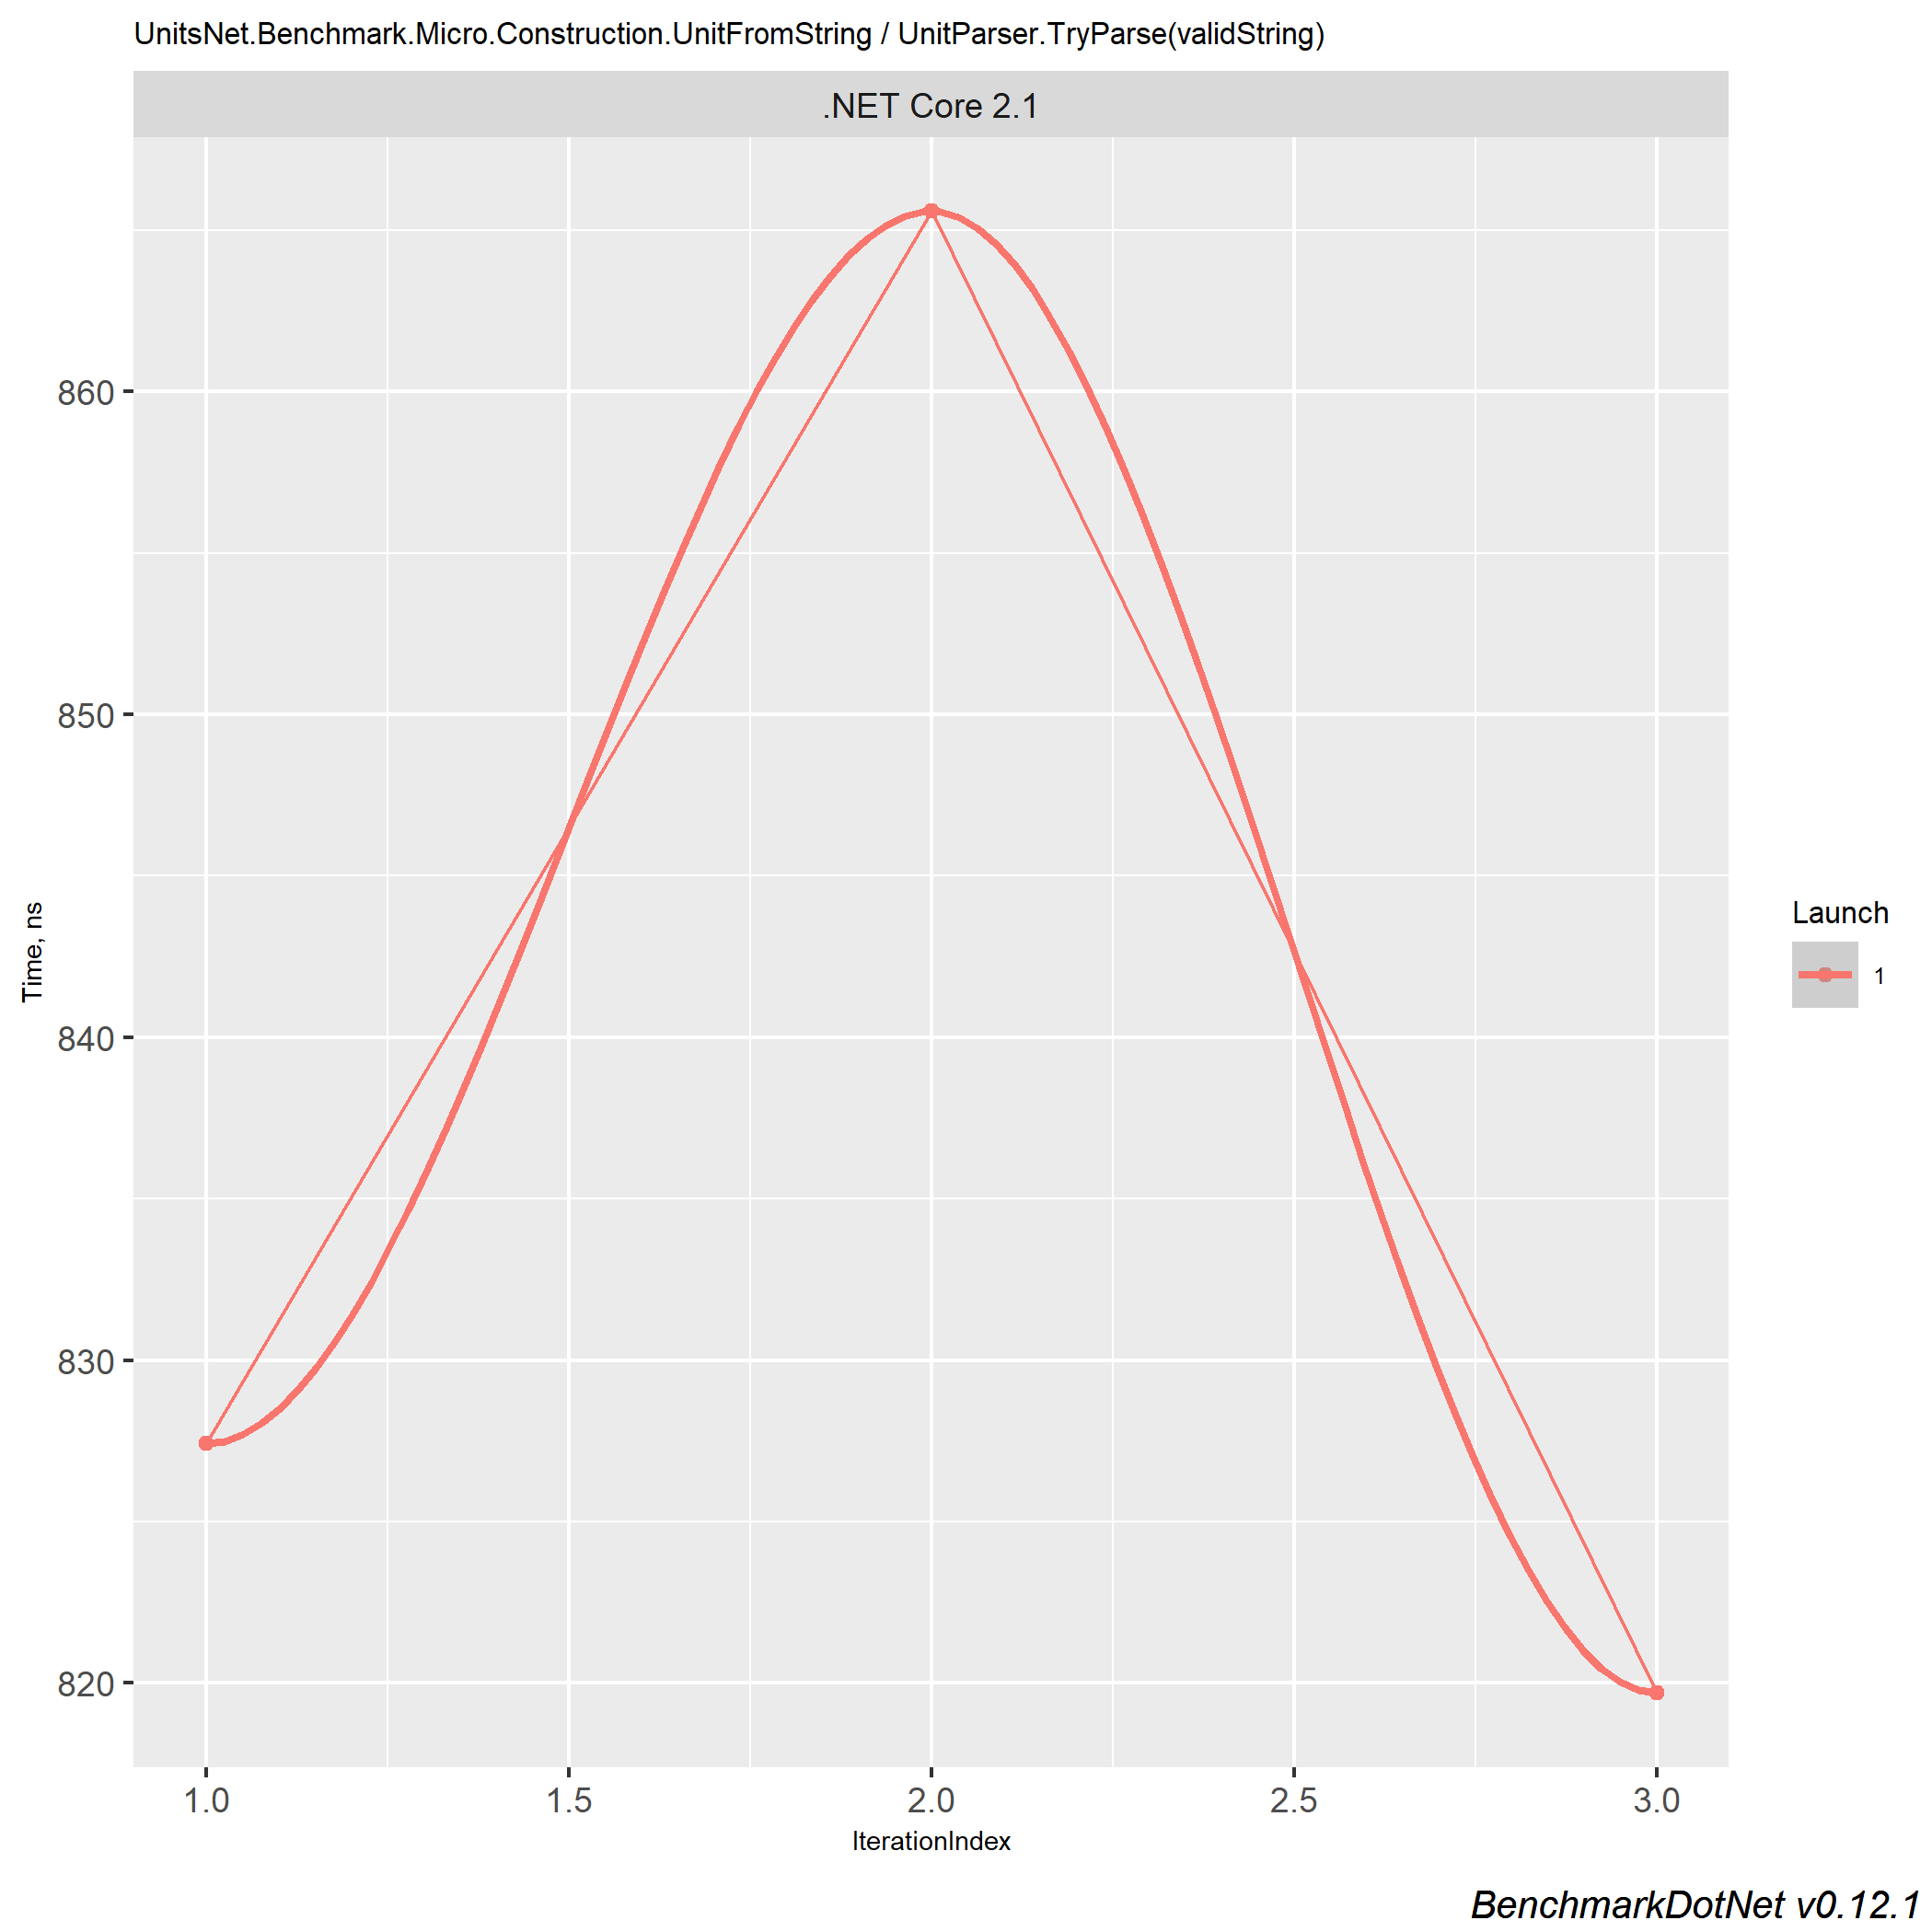 UnitsNet.Benchmark.Micro.Construction.UnitFromString / UnitParser.TryParse(validString)
.NET Core 2.1
860
850
840
830
820
Time, ns
1.0 1.5 2.0 2.5 3.0
IterationIndex
Launch
1
BenchmarkDotNet v0.12.1